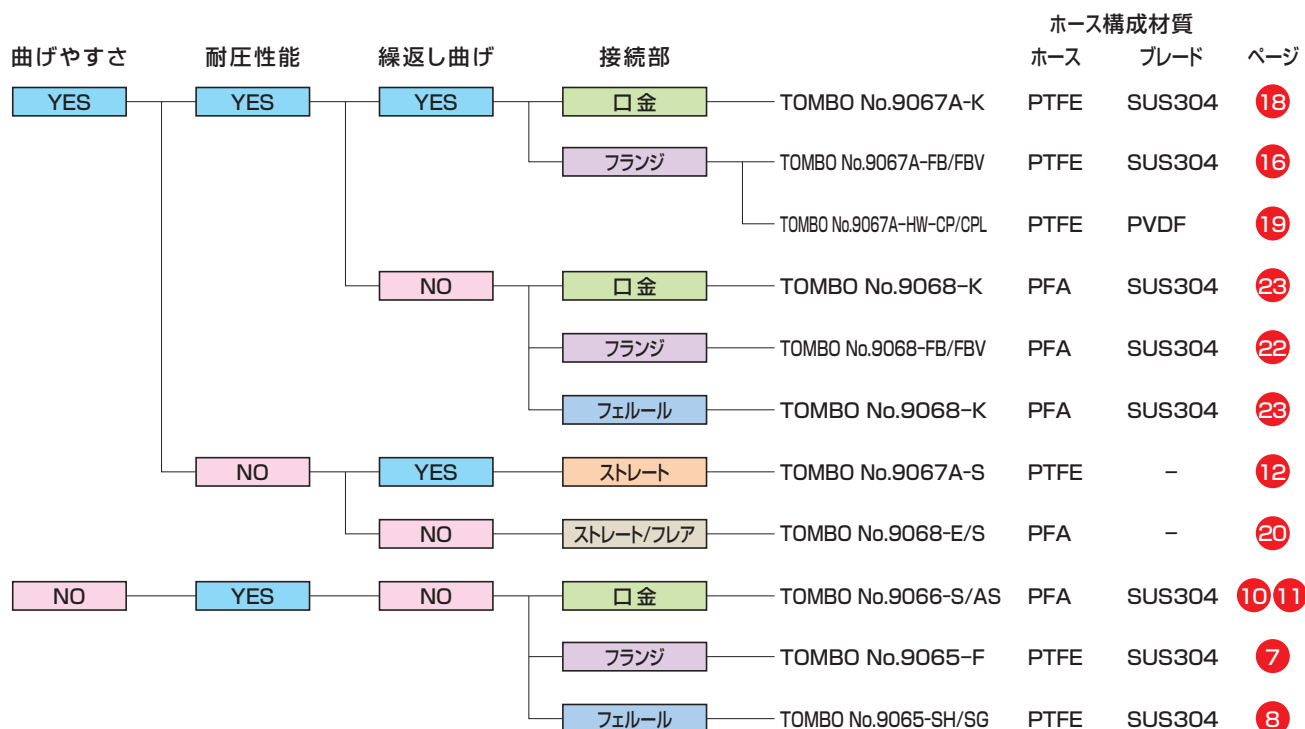 ホース構成材質
曲げやすさ 耐圧性能 繰返し曲げ 接続部 ホース ブレード ページ
YES YES YES 口金 TOMBO No.9067A-K PTFE SUS304 18
フランジ TOMBO No.9067A-FB/FBV PTFE SUS304 16
TOMBO No.9067A-HW-CP/CPL PTFE PVDF 19
NO 口金 TOMBO No.9068-K PFA SUS304 23
フランジ TOMBO No.9068-FB/FBV PFA SUS304 22
フェルール TOMBO No.9068-K PFA SUS304 23
NO YES ストレート TOMBO No.9067A-S PTFE – 12
NO ストレート/フレア TOMBO No.9068-E/S PFA – 20
NO YES NO 口金 TOMBO No.9066-S/AS PFA SUS304 10 11
フランジ TOMBO No.9065-F PTFE SUS304 7
フェルール TOMBO No.9065-SH/SG PTFE SUS304 8